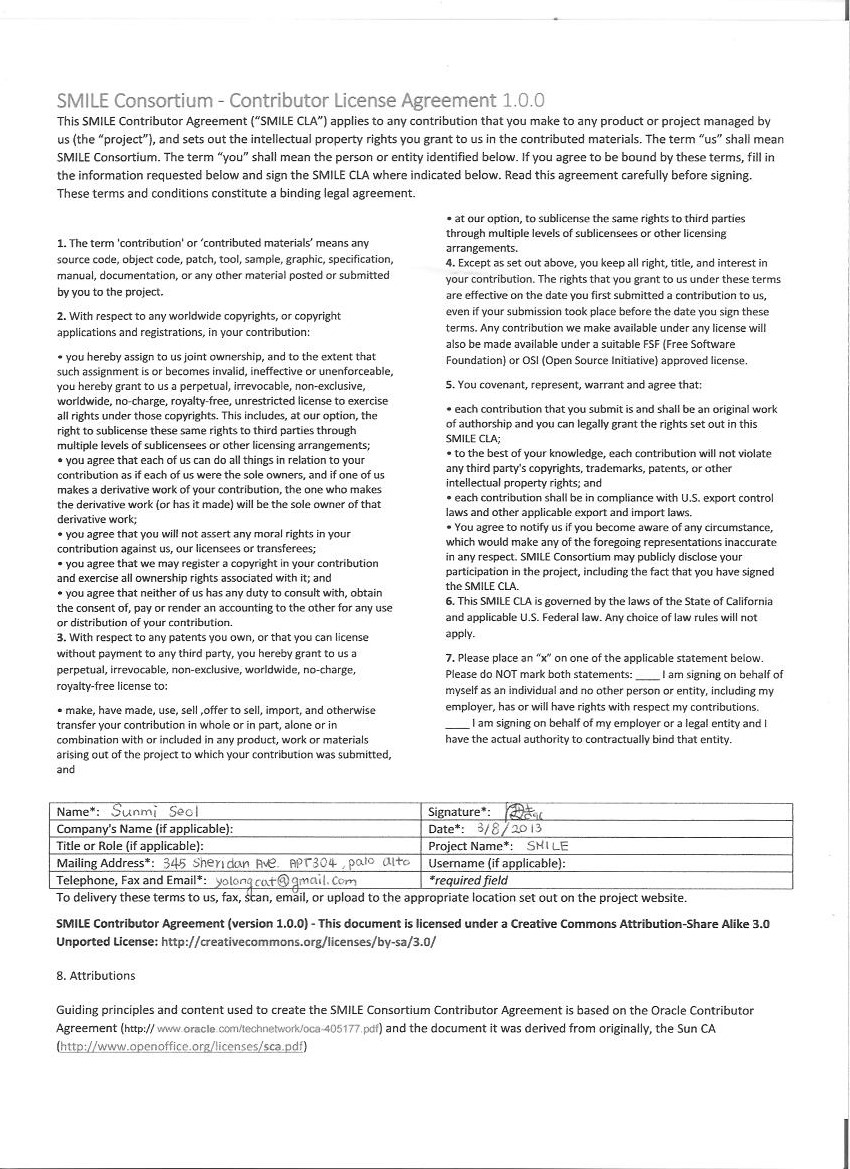 SMILE Consortium - Contributor License Agreement 1.0.0
This SMILE Contributor Agreement (“SMILE CLA”) applies to any contribution that you make to any product or project managed by
us (the “project”), and sets out the intellectual property rights you grant to us in the contributed materials. The term “us” shall mean
SMILE Consortium. The term “you” shall mean the person or entity identified below. If you agree to be bound by these terms, fill in
the information requested below and sign the SMILE CLA where indicated below. Read this agreement carefully before signing.
These terms and conditions constitute a binding legal agreement.
1. The term 'contribution' or ‘contributed materials’ means any
source code, object code, patch, tool, sample, graphic, specification,
manual, documentation, or any other material posted or submitted
by you to the project.
2. With respect to any worldwide copyrights, or copyright
applications and registrations, in your contribution:
• you hereby assign to us joint ownership, and to the extent that
such assignment is or becomes invalid, ineffective or unenforceable,
you hereby grant to us a perpetual, irrevocable, non-exclusive,
worldwide, no-charge, royalty-free, unrestricted license to exercise
all rights under those copyrights. This includes, at our option, the
right to sublicense these same rights to third parties through
multiple levels of sublicensees or other licensing arrangements;
• you agree that each of us can do all things in relation to your
contribution as if each of us were the sole owners, and if one of us
makes a derivative work of your contribution, the one who makes
the derivative work (or has it made) will be the sole owner of that
derivative work;
• you agree that you will not assert any moral rights in your
contribution against us, our licensees or transferees;
• you agree that we may register a copyright in your contribution
and exercise all ownership rights associated with it; and
• you agree that neither of us has any duty to consult with, obtain
the consent of, pay or render an accounting to the other for any use
or distribution of your contribution.
3. With respect to any patents you own, or that you can license
without payment to any third party, you hereby grant to us a
perpetual, irrevocable, non-exclusive, worldwide, no-charge,
royalty-free license to:
• make, have made, use, sell ,offer to sell, import, and otherwise
transfer your contribution in whole or in part, alone or in
combination with or included in any product, work or materials
arising out of the project to which your contribution was submitted,
and
• at our option, to sublicense the same rights to third parties
through multiple levels of sublicensees or other licensing
arrangements.
4. Except as set out above, you keep all right, title, and interest in
your contribution. The rights that you grant to us under these terms
are effective on the date you first submitted a contribution to us,
even if your submission took place before the date you sign these
terms. Any contribution we make available under any license will
also be made available under a suitable FSF (Free Software
Foundation) or OSI (Open Source Initiative) approved license.
5. You covenant, represent, warrant and agree that:
• each contribution that you submit is and shall be an original work
of authorship and you can legally grant the rights set out in this
SMILE CLA;
• to the best of your knowledge, each contribution will not violate
any third party's copyrights, trademarks, patents, or other
intellectual property rights; and
• each contribution shall be in compliance with U.S. export control
laws and other applicable export and import laws.
• You agree to notify us if you become aware of any circumstance,
which would make any of the foregoing representations inaccurate
in any respect. SMILE Consortium may publicly disclose your
participation in the project, including the fact that you have signed
the SMILE CLA.
6. This SMILE CLA is governed by the laws of the State of California
and applicable U.S. Federal law. Any choice of law rules will not
apply.
7. Please place an “x” on one of the applicable statement below.
Please do NOT mark both statements: ____ I am signing on behalf of
myself as an individual and no other person or entity, including my
employer, has or will have rights with respect my contributions.
____ I am signing on behalf of my employer or a legal entity and I
have the actual authority to contractually bind that entity.
Name*: Sunmi Seol
Signature*:
Company's Name (if applicable):
Date*: 3/8/2013
Title or Role (if applicable):
Project Name*: SMILE
Mailing Address*: 345 Sheridan Ave. APT304, palo alto
Username (if applicable):
Telephone, Fax and Email*: yolongcat@gmail.com
*required field
To delivery these terms to us, fax, scan, email, or upload to the appropriate location set out on the project website.
SMILE Contributor Agreement (version 1.0.0) - This document is licensed under a Creative Commons Attribution-Share Alike 3.0
Unported License: http://creativecommons.org/licenses/by-sa/3.0/
8. Attributions
Guiding principles and content used to create the SMILE Consortium Contributor Agreement is based on the Oracle Contributor
Agreement (http:// www.oracle.com/technetwork/oca-405177.pdf) and the document it was derived from originally, the Sun CA
(http://www.openoffice.org/licenses/sca.pdf)